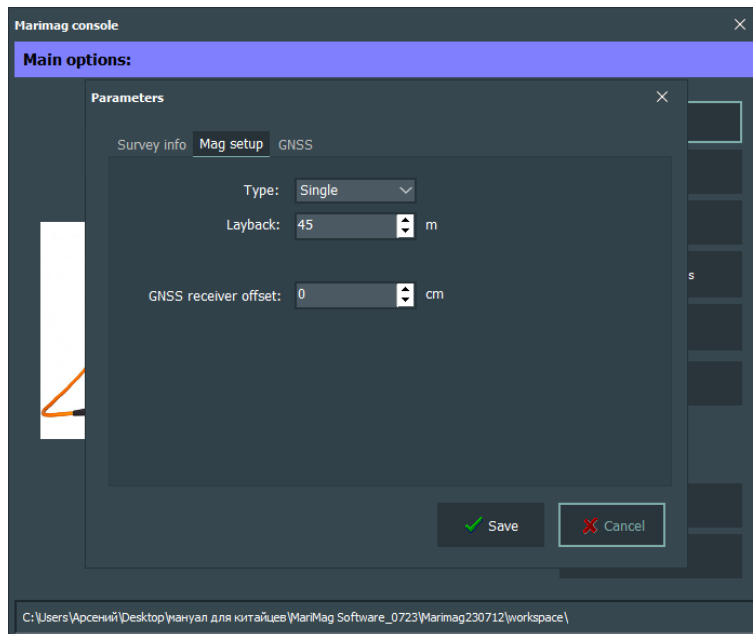 Marimag console
Main options:
Parameters
Survey info Mag setup GNSS
Type: Single
Layback: 45 m
s
GNSS receiver offset: 0 cm
Save Cancel
C:\Users\Арсений\Desktop\мануал для китайцев\MariMag Software_0723\Marimag230712\workspace\